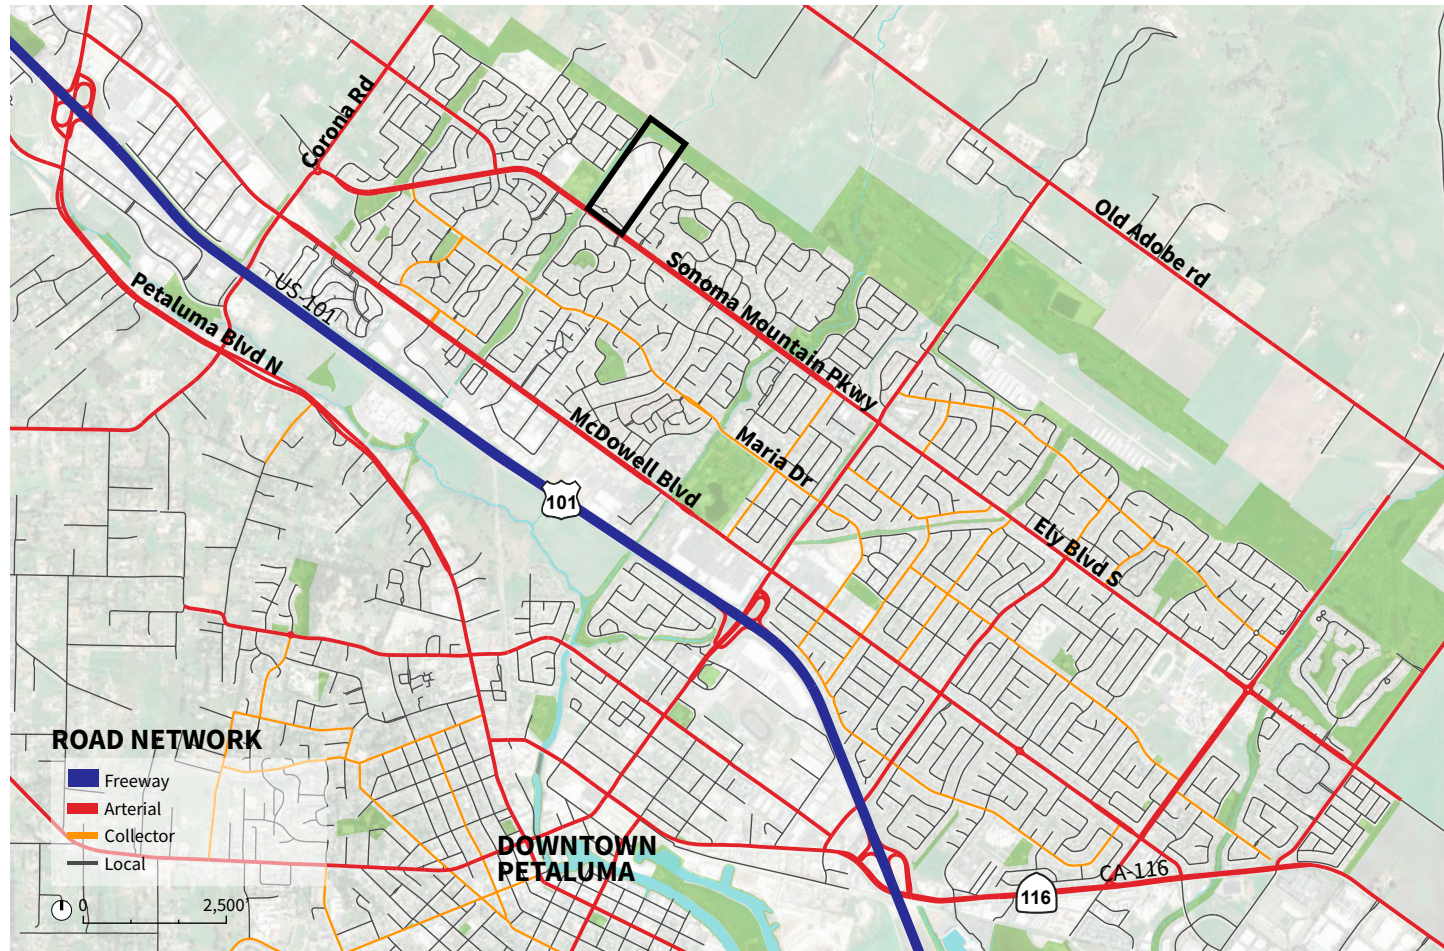 Corona Rd
Old Adobe rd
Sonoma Mountain Pkwy
US-101
Petaluma Blvd N
McDowell Blvd
Maria Dr
101
Ely Blvd S
ROAD NETWORK
Freeway
Arterial
Collector
Local
0 2,500'
DOWNTOWN
PETALUMA
CA-116
116